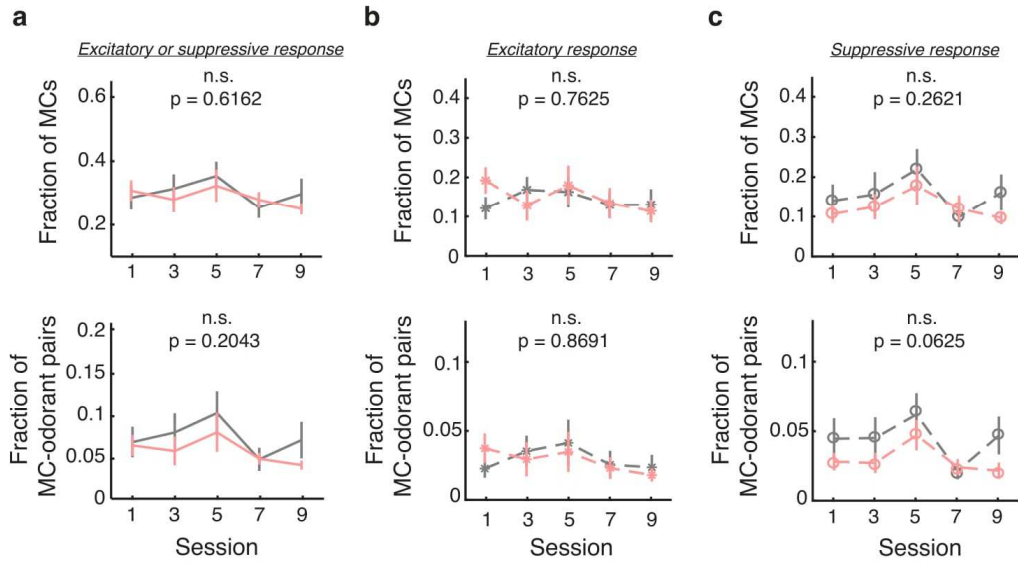 a
Excitatory or suppressive response
n.s.
p = 0.6162
Fraction of MCs
0.6
0.4
0.2
1 3 5 7 9
n.s.
p = 0.2043
Fraction of
MC-odorant pairs
0.2
0.15
0.1
0.05
0
1 3 5 7 9
Session
b
Excitatory response
n.s.
p = 0.7625
Fraction of MCs
0.4
0.3
0.2
0.1
0
1 3 5 7 9
n.s.
p = 0.8691
Fraction of
MC-odorant pairs
0.1
0.05
0
1 3 5 7 9
Session
c
Suppressive response
n.s.
p = 0.2621
Fraction of MCs
0.4
0.3
0.2
0.1
0
1 3 5 7 9
n.s.
p = 0.0625
Fraction of
MC-odorant pairs
0.1
0.05
0
1 3 5 7 9
Session